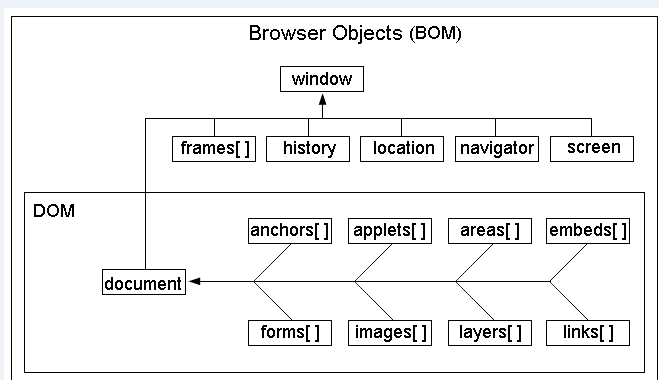 Browser Objects (BOM)
window
frames[ ] history location navigator screen
DOM
anchors[ ] applets[ ] areas[ ] embeds[ ]
document
forms[ ] images[ ] layers[ ] links[ ]